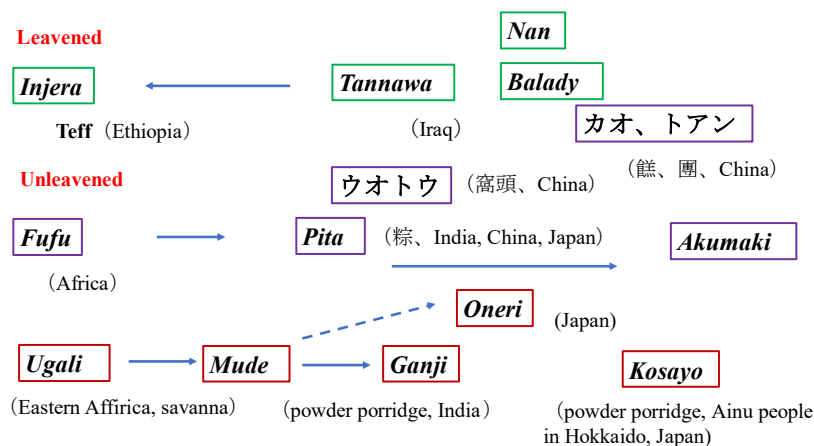 Nan
Leavened
Injera
Tannawa
Balady
Teff（Ethiopia）
（Iraq）
カオ、トアン
（餻、團、China）
Unleavened
ウオトウ
（窩頭、China）
Fufu
Pita
（粽、India, China, Japan）
Akumaki
（Africa）
Oneri
(Japan)
Ugali
Mude
Ganji
Kosayo
（Eastern Affirica, savanna）
（powder porridge, India）
（powder porridge, Ainu people
in Hokkaido, Japan)